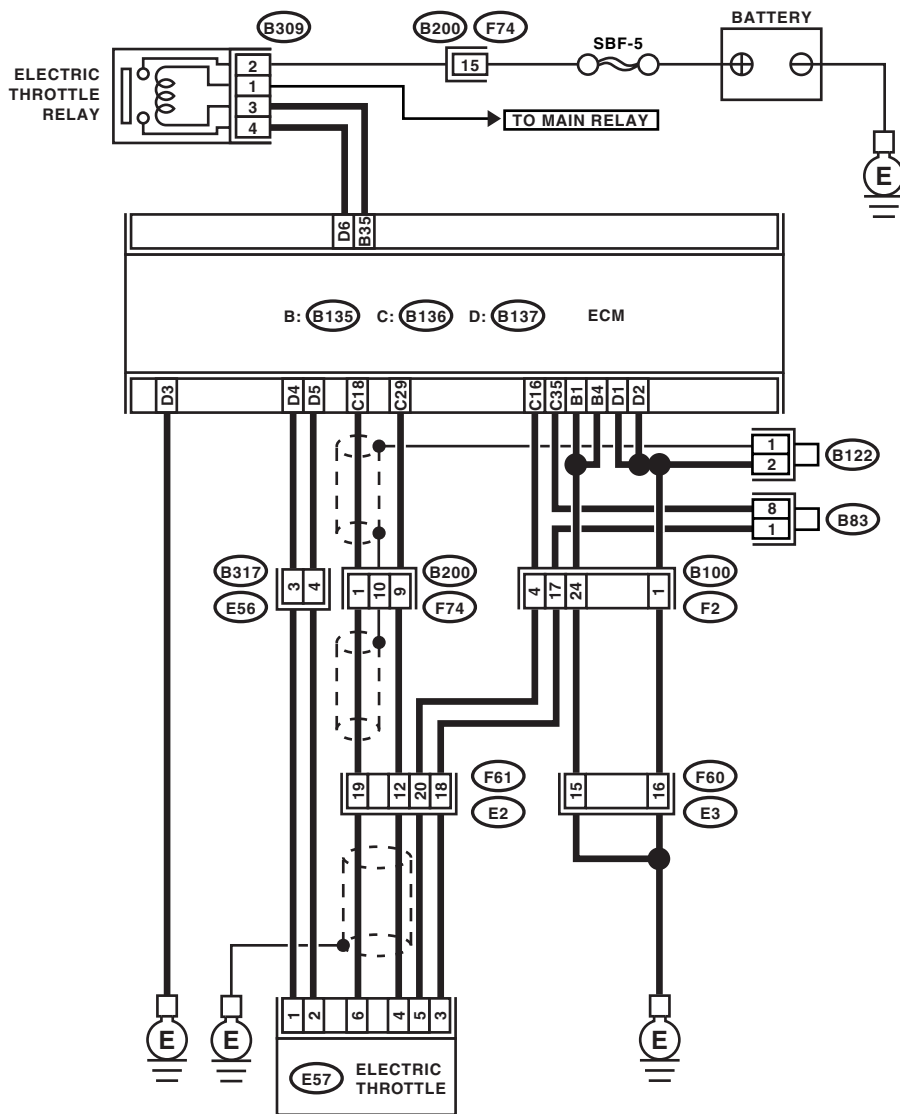 B309
B200 F74
BATTERY
SBF-5
ELECTRIC
THROTTLE
RELAY
2
1
3
4
15
TO MAIN RELAY
E
D6 B35
B: B135 C: B136 D: B137 ECM
D3 D4 D5 C18 C29 C16 C35 B1 B4 D1 D2
1
2
B122
8
1
B83
B317
E56
3 4
1 10 9
B200
F74
4 17 24 1
B100
F2
19 12 20 18
F61
E2
15 16
F60
E3
1 2 6 4 5 3
E E E
E57 ELECTRIC
THROTTLE